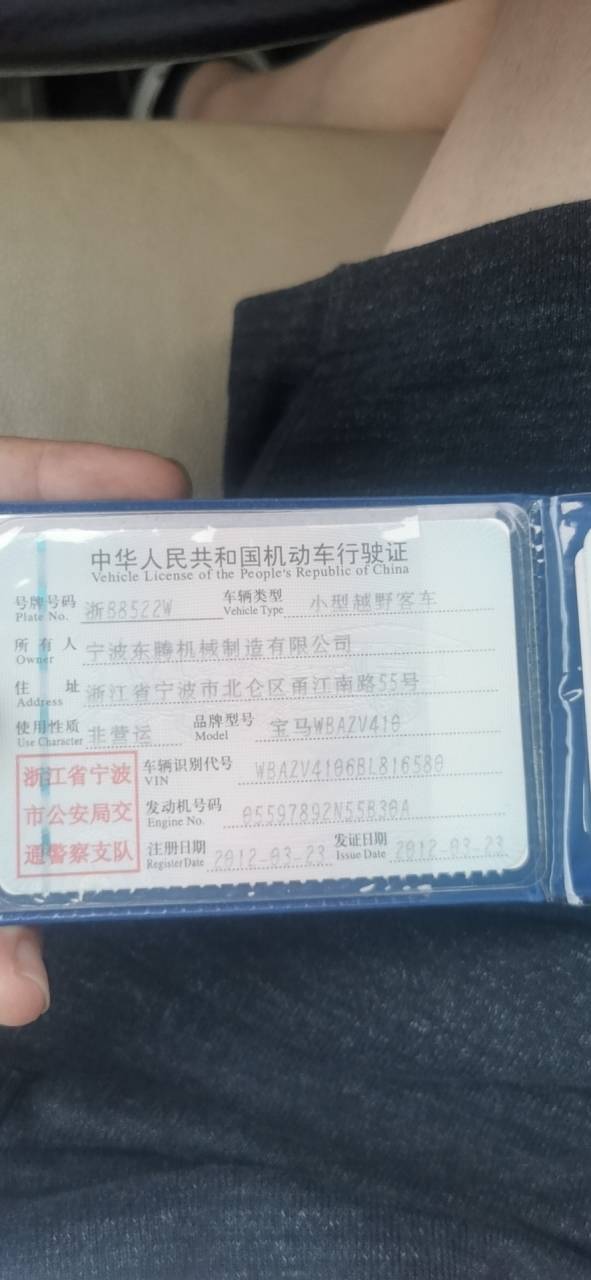 中华人民共和国机动车行驶证
Vehicle License of the People's Republic of China
号牌号码 浙B8522W 车辆类型 小型越野客车
Plate No. Vehicle Type
所有人 宁波东腾机械制造有限公司
Owner
住址 浙江省宁波市北仑区甬江南路55号
Address
使用性质 非营运 品牌型号 宝马WBAZV410
Use Character Model
浙江省宁波
市公安局交
通警察支队
车辆识别代号 WBAZV4106BL816580
VIN
发动机号码 05597892N55B30A
Engine No.
注册日期 2012-03-23 发证日期 2012-03-23
Register Date Issue Date